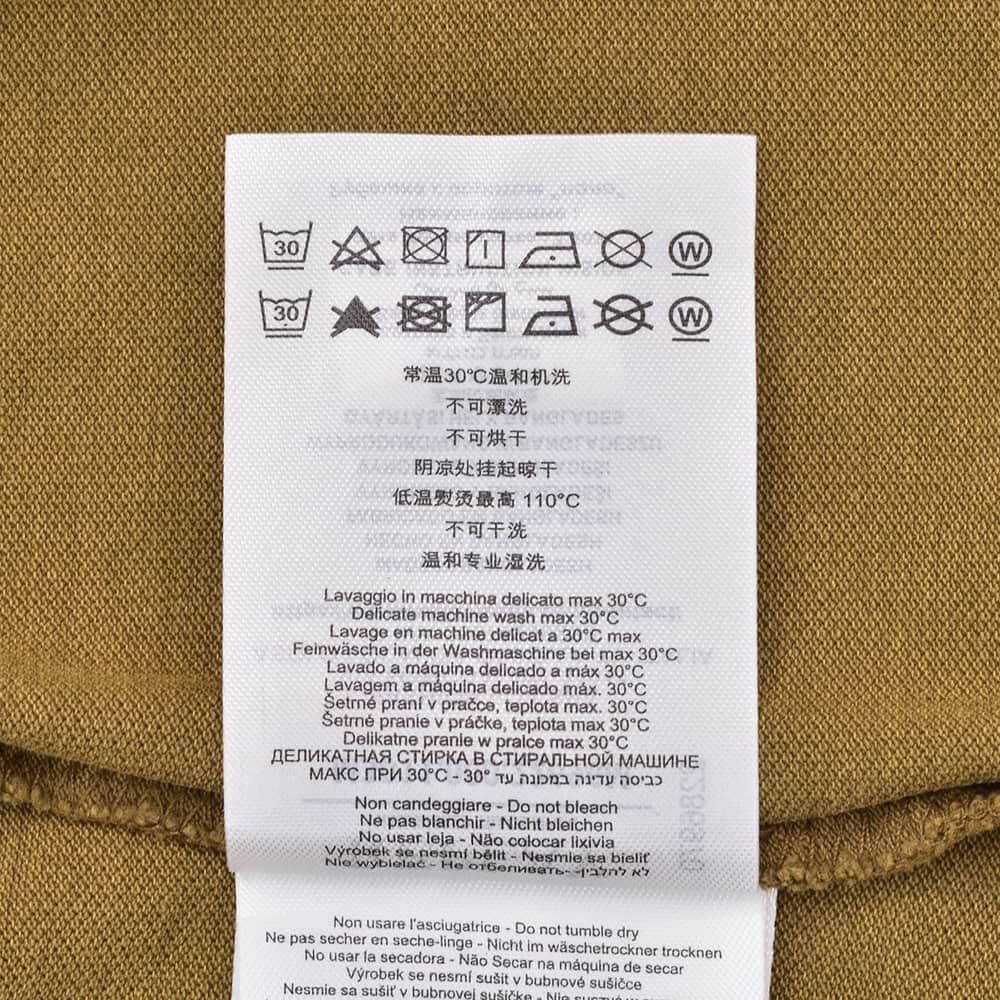 30 W
30 W
常温30°C温和机洗
不可漂洗
不可烘干
阴凉处挂起晾干
低温熨烫最高 110°C
不可干洗
温和专业湿洗
Lavaggio in macchina delicato max 30°C
Delicate machine wash max 30°C
Lavage en machine delicat a 30°C max
Feinwäsche in der Washmaschine bei max 30°C
Lavado a máquina delicado a máx 30°C
Lavagem a máquina delicado máx. 30°C
Šetrné praní v pračce, teplota max. 30°C
Šetrné pranie v práčke, teplota max 30°C
Delikatne pranie w pralce max 30°C
ДЕЛИКАТНАЯ СТИРКА В СТИРАЛЬНОЙ МАШИНЕ
МАКС ПРИ 30°C - כביסה עדינה במכונה עד °30
Non candeggiare - Do not bleach
Ne pas blanchir - Nicht bleichen
No usar leja - Não colorar lixivia
Výrobek se nesmí bělit - Nesmie sa bieliť
Nie wybielać - Не отбеливать- -לא להלבין
Non usare l'asciugatrice - Do not tumble dry
Ne pas secher en seche-linge - Nicht im wäschetrockner trocknen
No usar la secadora - Não Secar na máquina de secar
Výrobek se nesmí sušit v bubnové sušičce
Nesmie sa sušiť v bubnovej sušičke - Nie suszyć w